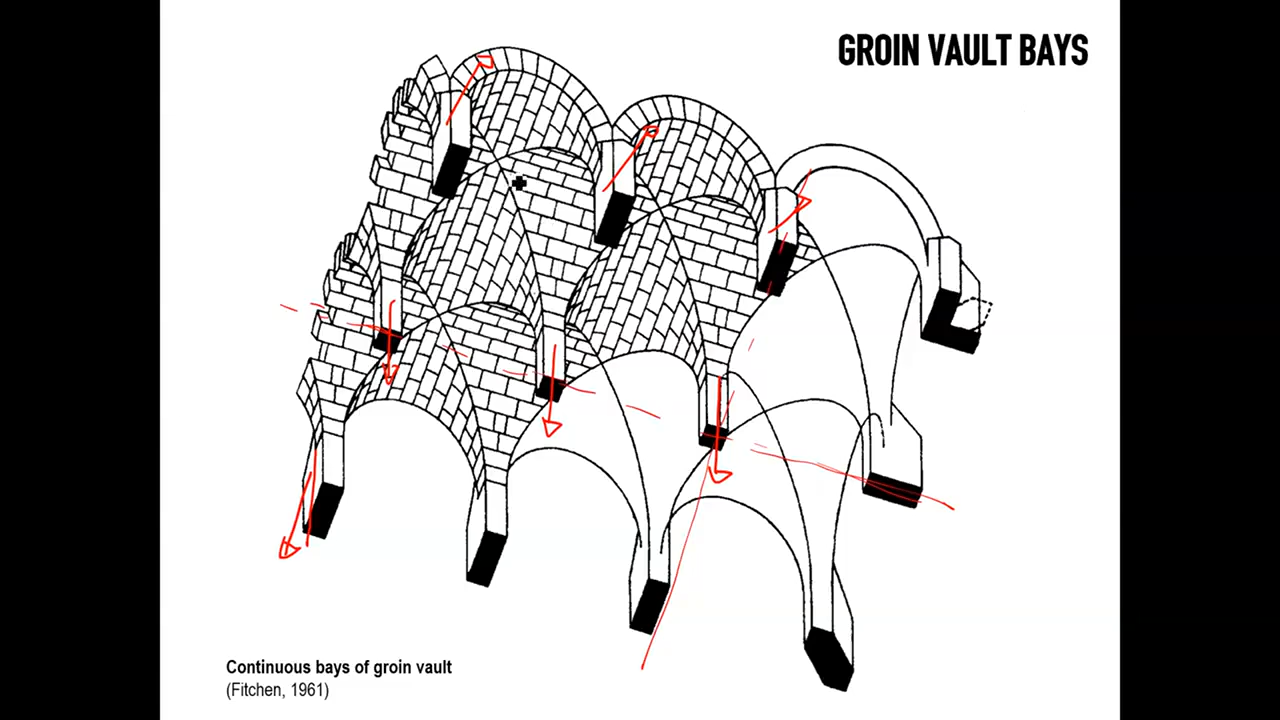 GROIN VAULT BAYS
Continuous bays of groin vault
(Fitchen, 1961)